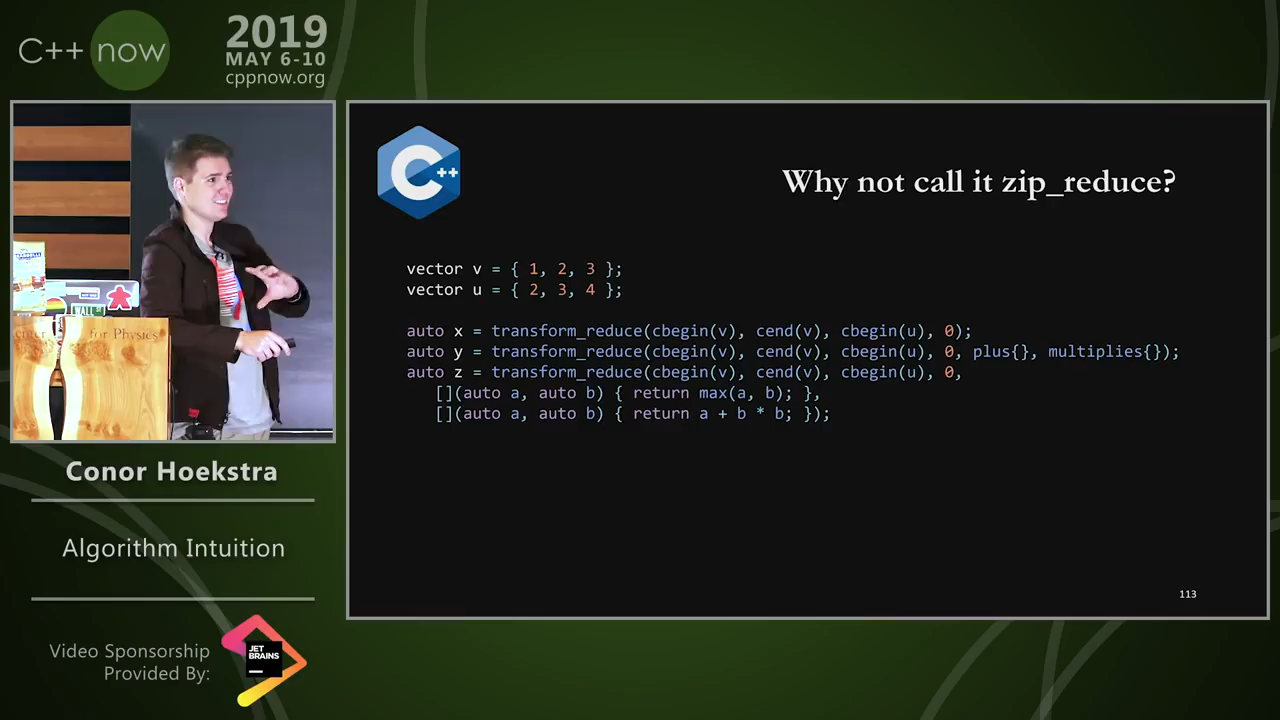 C++ now
2019
MAY 6-10
cppnow.org
C++
Why not call it zip_reduce?
vector v = { 1, 2, 3 };
vector u = { 2, 3, 4 };
auto x = transform_reduce(cbegin(v), cend(v), cbegin(u), 0);
auto y = transform_reduce(cbegin(v), cend(v), cbegin(u), 0, plus{}, multiplies{});
auto z = transform_reduce(cbegin(v), cend(v), cbegin(u), 0,
[](auto a, auto b) { return max(a, b); },
[](auto a, auto b) { return a + b * b; });
113
for Physics
Conor Hoekstra
Algorithm Intuition
Video Sponsorship
Provided By:
JET
BRAINS